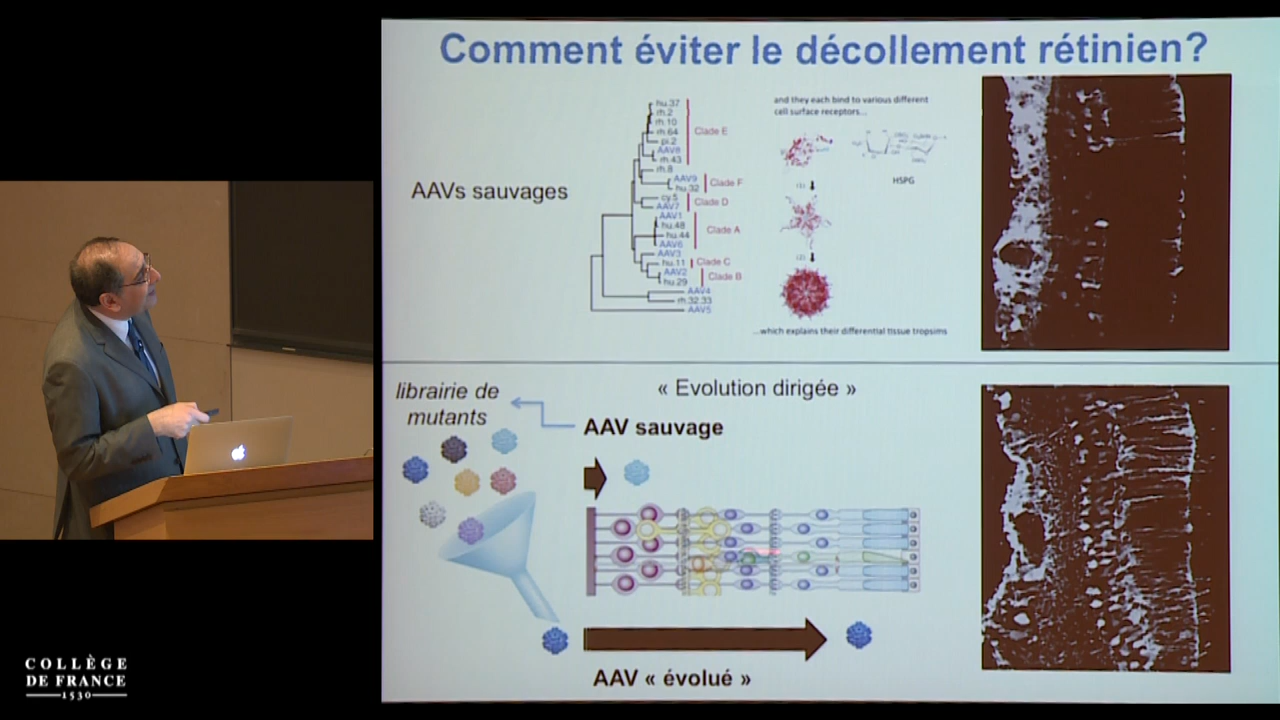 Comment éviter le décollement rétinien?
AAVs sauvages
hu.37
rh.2
rh.10
rh.64
pi.2
AAV8
rh.43
rh.8
AAV9
hu.32
cy.5
AAV7
AAV1
hu.48
hu.44
AAV6
AAV3
hu.11
AAV2
hu.29
AAV4
rh.32.33
AAV5
Clade E
Clade F
Clade D
Clade A
Clade C
Clade B
and they each bind to various different
cell surface receptors...
HSPG
(1)
(2)
...which explains their differential tissue tropsims
librairie de
mutants
« Evolution dirigée »
AAV sauvage
AAV « évolué »
COLLÈGE
DE FRANCE
1530